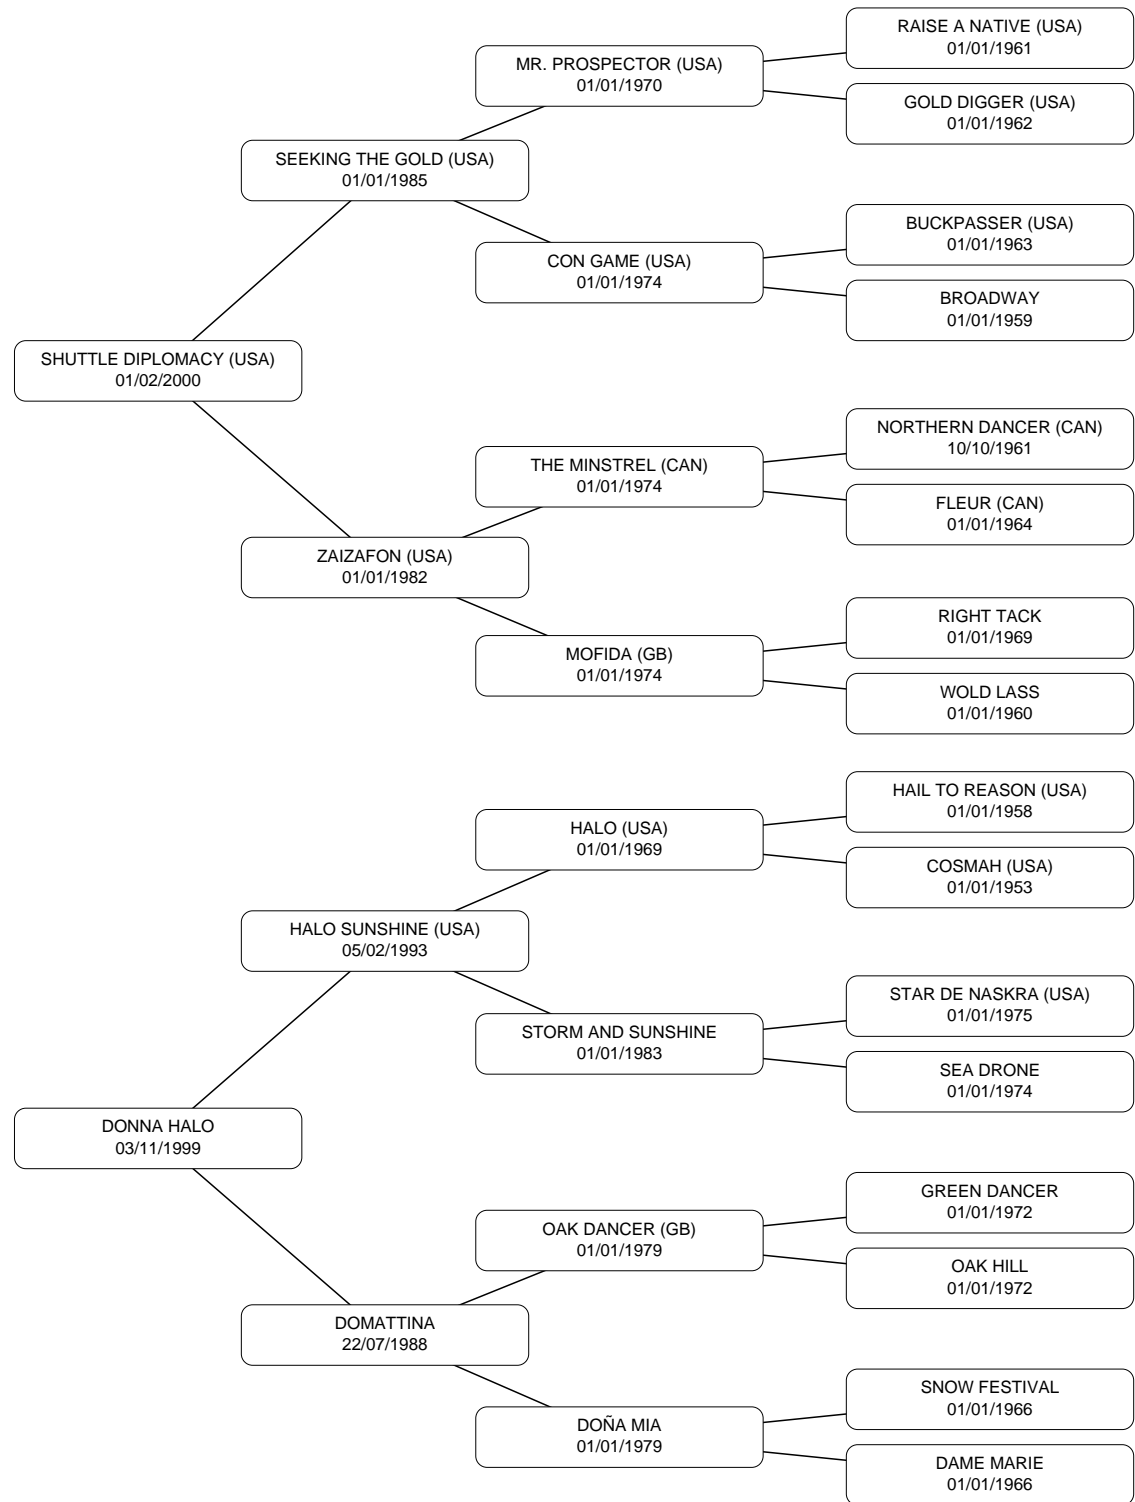 RAISE A NATIVE (USA)
01/01/1961
MR. PROSPECTOR (USA)
01/01/1970
GOLD DIGGER (USA)
01/01/1962
SEEKING THE GOLD (USA)
01/01/1985
BUCKPASSER (USA)
01/01/1963
CON GAME (USA)
01/01/1974
BROADWAY
01/01/1959
SHUTTLE DIPLOMACY (USA)
01/02/2000
NORTHERN DANCER (CAN)
10/10/1961
THE MINSTREL (CAN)
01/01/1974
FLEUR (CAN)
01/01/1964
ZAIZAFON (USA)
01/01/1982
RIGHT TACK
01/01/1969
MOFIDA (GB)
01/01/1974
WOLD LASS
01/01/1960
HAIL TO REASON (USA)
01/01/1958
HALO (USA)
01/01/1969
COSMAH (USA)
01/01/1953
HALO SUNSHINE (USA)
05/02/1993
STAR DE NASKRA (USA)
01/01/1975
STORM AND SUNSHINE
01/01/1983
SEA DRONE
01/01/1974
DONNA HALO
03/11/1999
GREEN DANCER
01/01/1972
OAK DANCER (GB)
01/01/1979
OAK HILL
01/01/1972
DOMATTINA
22/07/1988
SNOW FESTIVAL
01/01/1966
DOÑA MIA
01/01/1979
DAME MARIE
01/01/1966